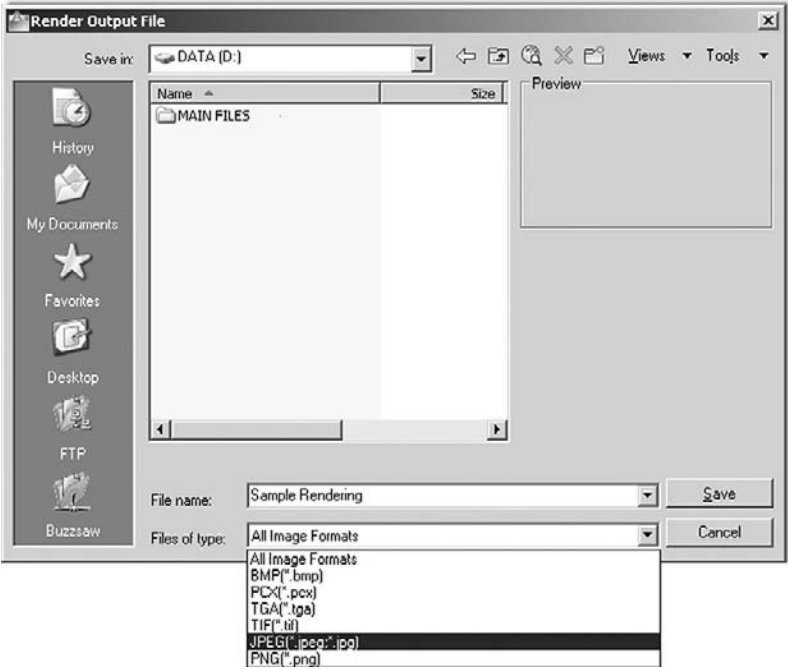 Render Output File
Save in:
DATA (D:)
Views
Tools
Name
Size
MAIN FILES
Preview
History
My Documents
Favorites
Desktop
FTP
Buzzsaw
File name:
Sample Rendering
Save
Files of type:
All Image Formats
Cancel
All Image Formats
BMP(*.bmp)
PCX(*.pcx)
TGA(*.tga)
TIF(*.tif)
JPEG(*.jpeg;*.jpg)
PNG(*.png)